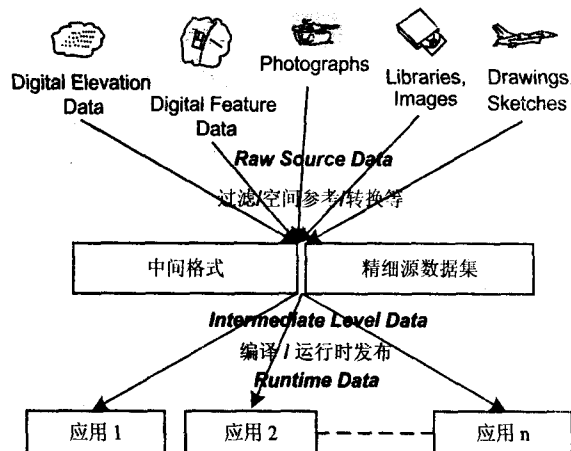 Digital Elevation
Data
Digital Feature
Data
Photographs
Libraries,
Images
Drawings,
Sketches
Raw Source Data
过滤/空间参考/转换等
中间格式
精细源数据集
Intermediate Level Data
编译 / 运行时发布
Runtime Data
应用 1
应用 2
应用 n